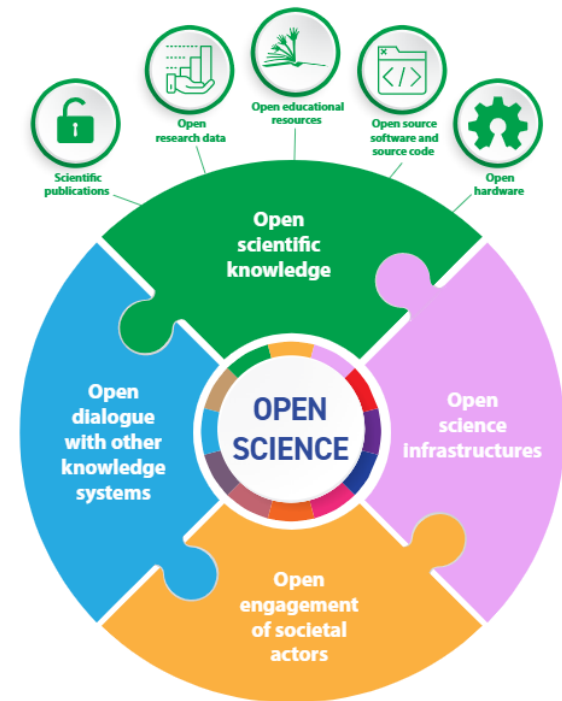 Scientific
publications
Open
research data
Open educational
resources
</>
Open source
software and
source code
Open
hardware
Open
scientific
knowledge
Open
dialogue
with other
knowledge
systems
OPEN
SCIENCE
Open
science
infrastructures
Open
engagement
of societal
actors